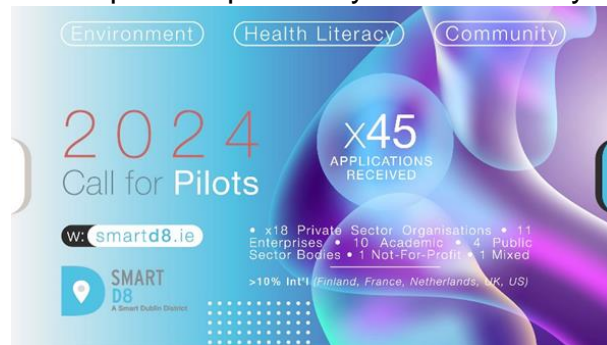 Environment
Health Literacy
Community
2024
Call for Pilots
x45
APPLICATIONS
RECEIVED
w: smartd8.ie
• x18 Private Sector Organisations • 11
Enterprises • 10 Academic • 4 Public
Sector Bodies • 1 Not-For-Profit • 1 Mixed
>10% Int'l (Finland, France, Netherlands, UK, US)
SMART
D8
A Smart Dublin District